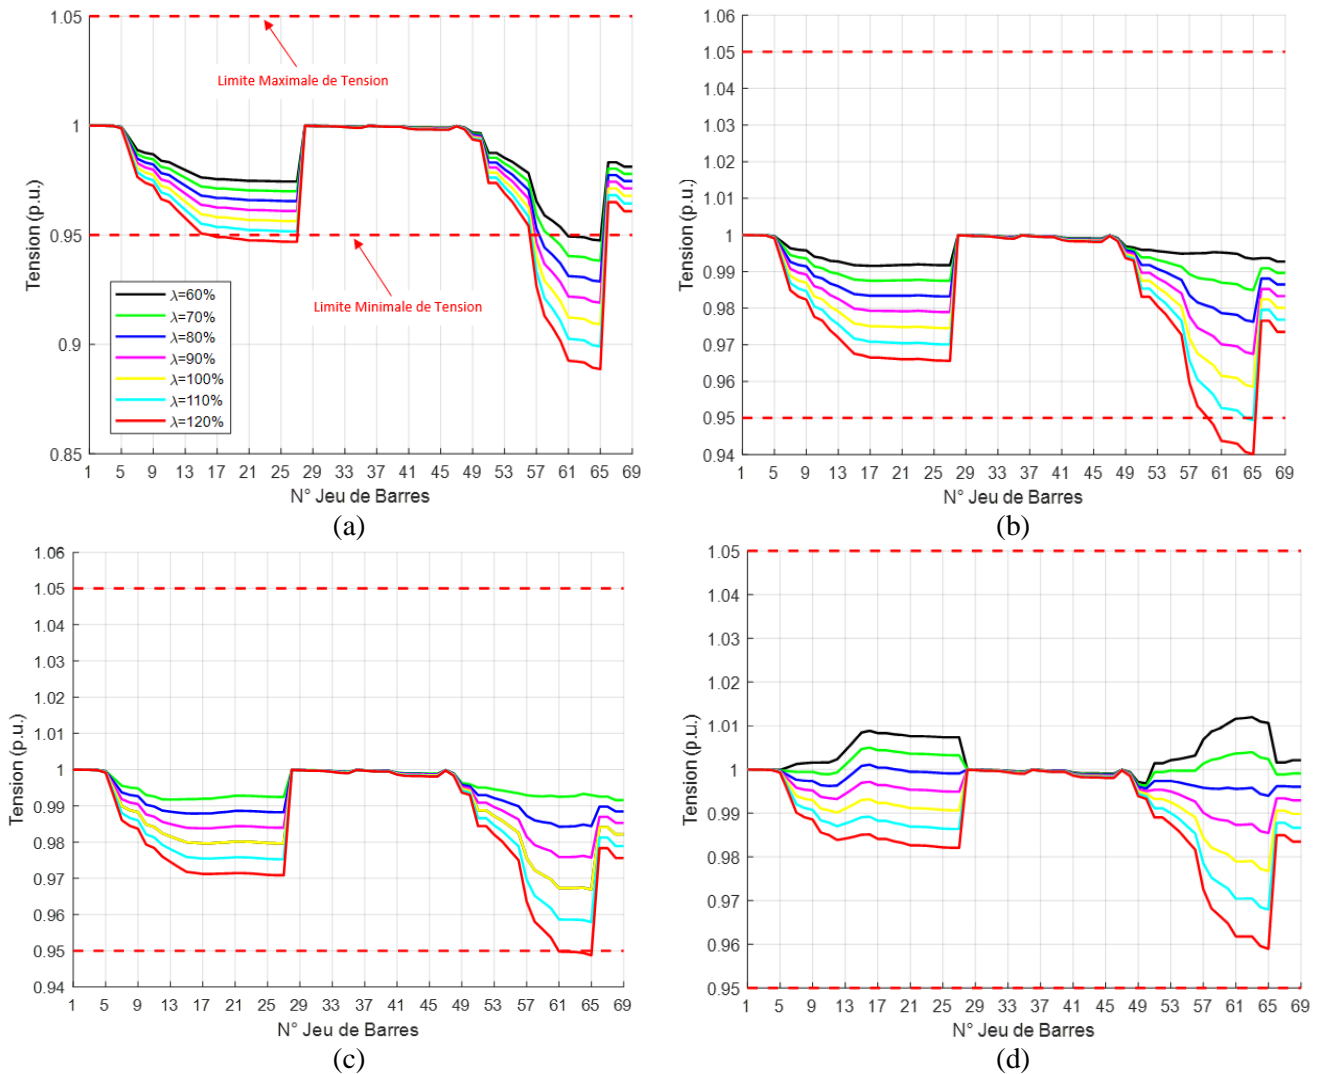 1.05
Limite Maximale de Tension
1
Tension (p.u.)
0.95
Limite Minimale de Tension
λ=60%
λ=70%
λ=80%
λ=90%
λ=100%
λ=110%
λ=120%
0.9
0.85
1 5 9 13 17 21 25 29 33 37 41 45 49 53 57 61 65 69
N° Jeu de Barres
(a)
1.06
1.05
1.04
1.03
1.02
1.01
1
0.99
0.98
0.97
0.96
0.95
0.94
Tension (p.u.)
1 5 9 13 17 21 25 29 33 37 41 45 49 53 57 61 65 69
N° Jeu de Barres
(b)
1.06
1.05
1.04
1.03
1.02
1.01
1
0.99
0.98
0.97
0.96
0.95
0.94
Tension (p.u.)
1 5 9 13 17 21 25 29 33 37 41 45 49 53 57 61 65 69
N° Jeu de Barres
(c)
1.05
1.04
1.03
1.02
1.01
1
0.99
0.98
0.97
0.96
0.95
Tension (p.u.)
1 5 9 13 17 21 25 29 33 37 41 45 49 53 57 61 65 69
N° Jeu de Barres
(d)